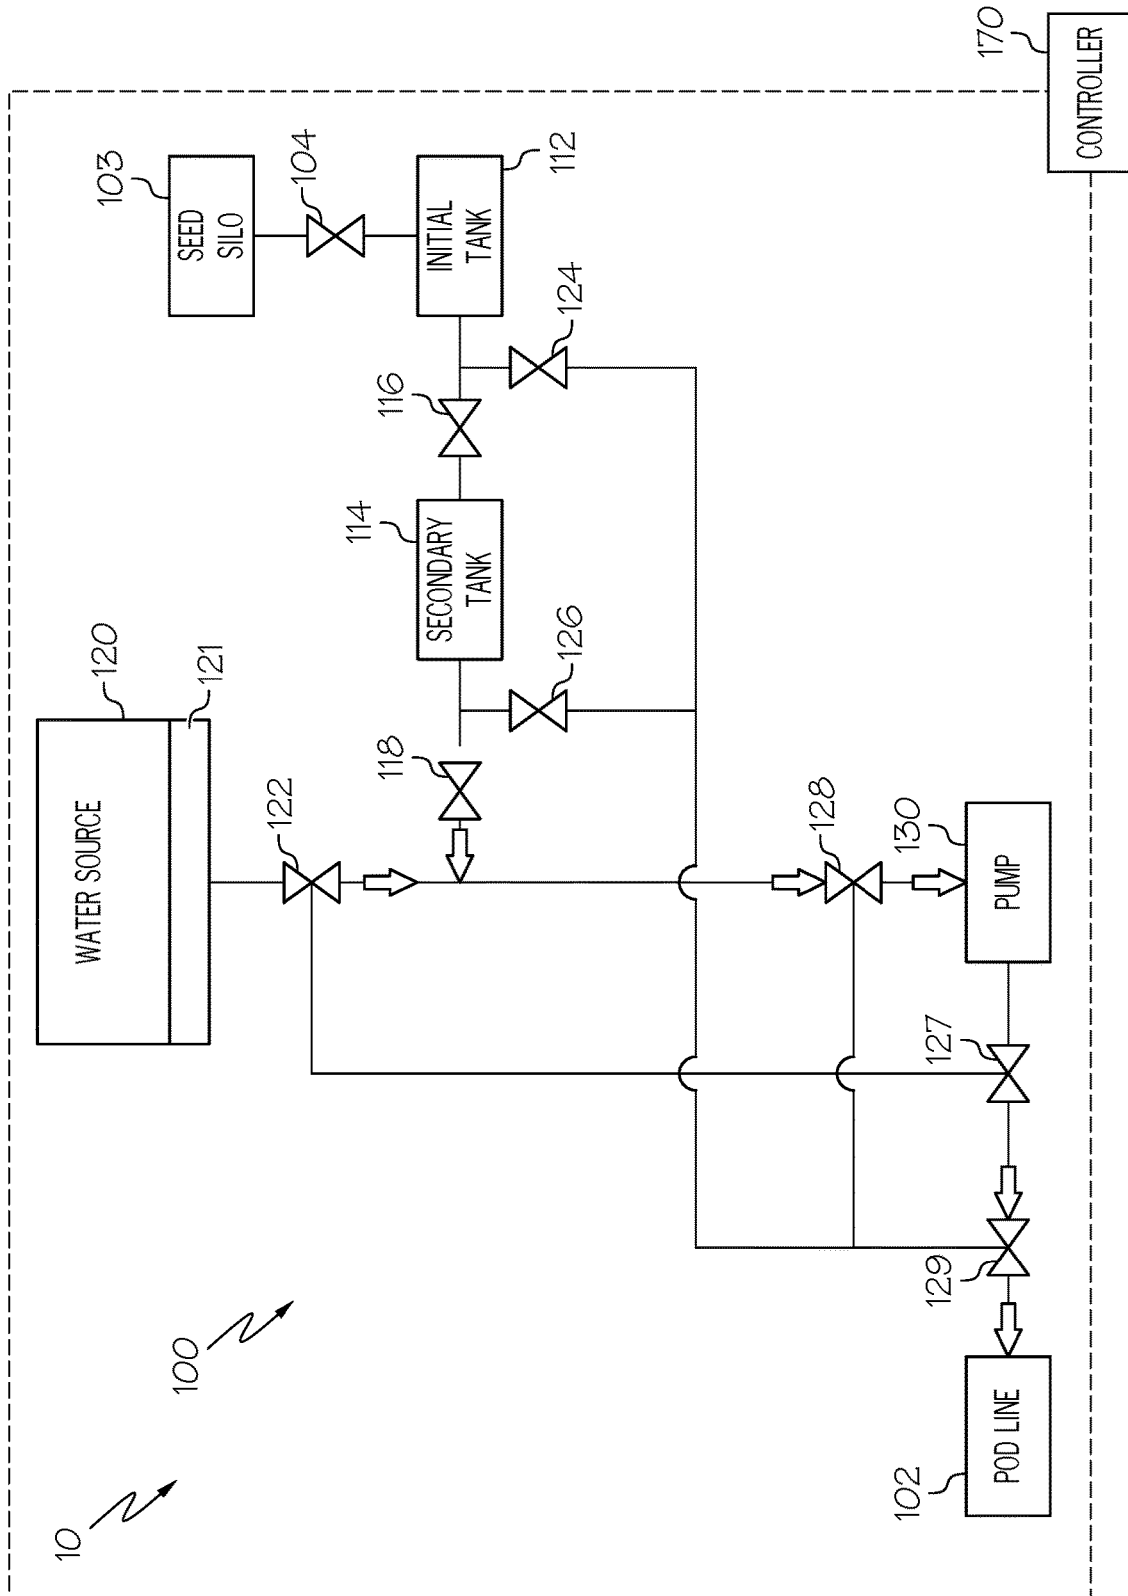 10
100
WATER SOURCE
120
121
122
103
SEED
SILO
104
INITIAL
TANK
112
116
124
114
SECONDARY
TANK
126
118
128
130
PUMP
127
129
POD LINE
102
170
CONTROLLER